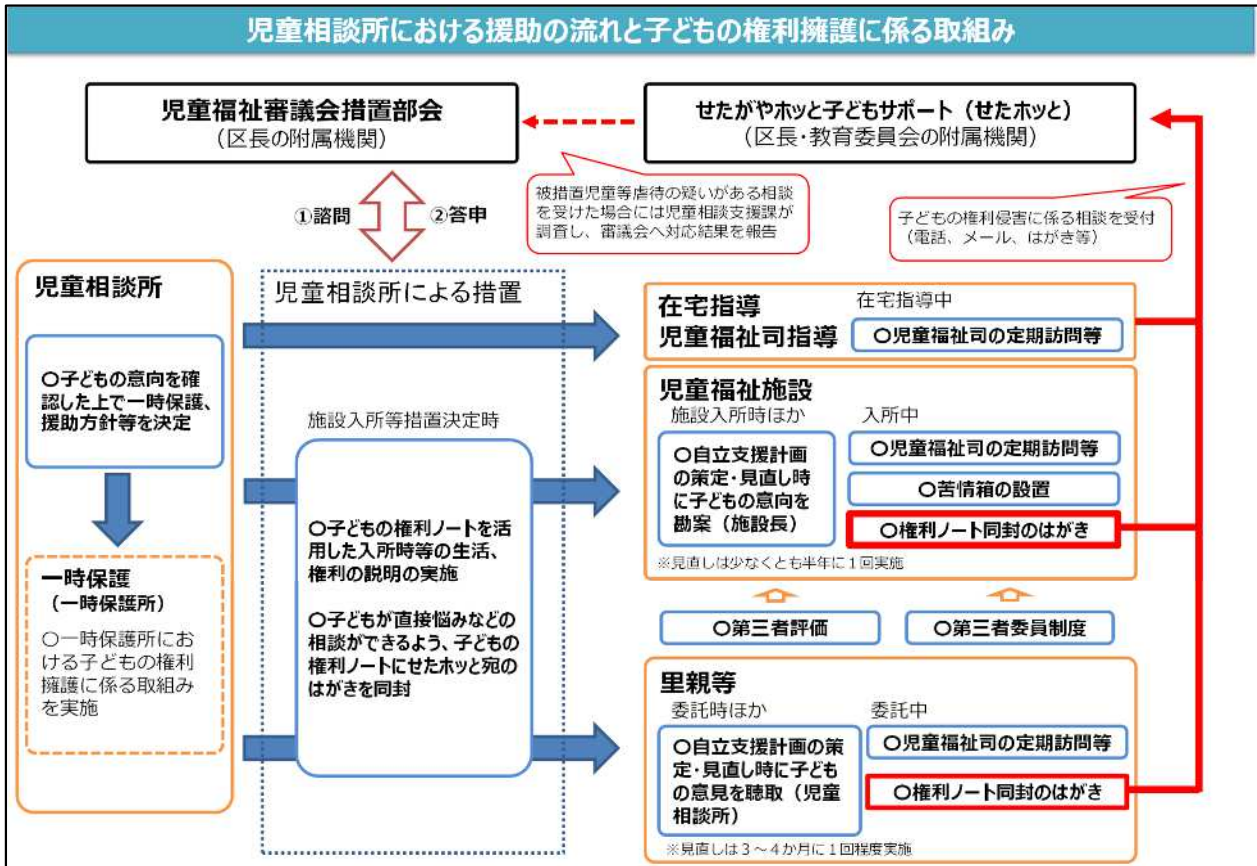 児童相談所における援助の流れと子どもの権利擁護に係る取組み
児童福祉審議会措置部会
（区長の附属機関）
せたがやホッと子どもサポート（せたホッと）
（区長・教育委員会の附属機関）
①諮問
②答申
被措置児童等虐待の疑いがある相談
を受けた場合には児童相談支援課が
調査し、審議会へ対応結果を報告
子どもの権利侵害に係る相談を受付
（電話、メール、はがき等）
児童相談所
〇子どもの意向を確
認した上で一時保護、
援助方針等を決定
一時保護
（一時保護所）
〇一時保護所にお
ける子どもの権利
擁護に係る取組み
を実施
児童相談所による措置
施設入所等措置決定時
〇子どもの権利ノートを活
用した入所時等の生活、
権利の説明の実施
〇子どもが直接悩みなどの
相談ができるよう、子どもの
権利ノートにせたホッと宛の
はがきを同封
在宅指導
児童福祉司指導
在宅指導中
〇児童福祉司の定期訪問等
児童福祉施設
施設入所時ほか
〇自立支援計画
の策定・見直し時
に子どもの意向を
勘案（施設長）
入所中
〇児童福祉司の定期訪問等
〇苦情箱の設置
〇権利ノート同封のはがき
※見直しは少なくとも半年に１回実施
〇第三者評価
〇第三者委員制度
里親等
委託時ほか
〇自立支援計画の策
定・見直し時に子ども
の意見を聴取（児童
相談所）
委託中
〇児童福祉司の定期訪問等
〇権利ノート同封のはがき
※見直しは３～４か月に１回程度実施